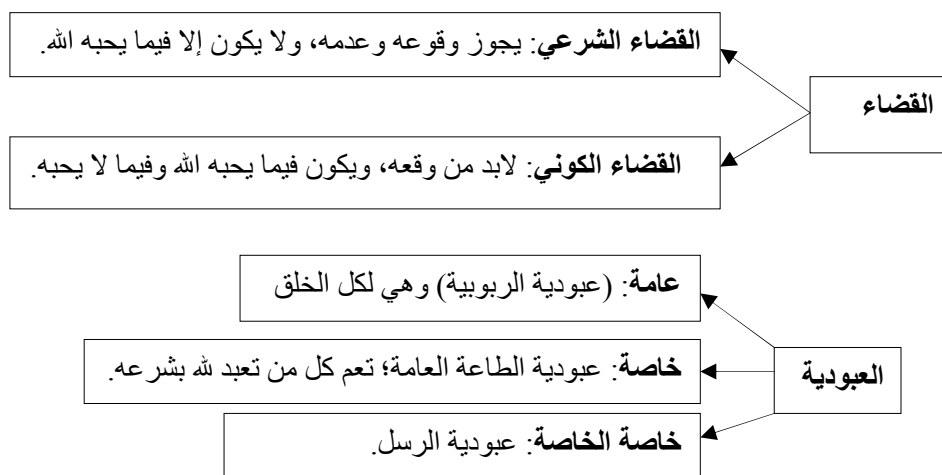 القضاء
القضاء الشرعي: يجوز وقوعه وعدمه، ولا يكون إلا فيما يحبه الله.
القضاء الكوني: لابد من وقعه، ويكون فيما يحبه الله وفيما لا يحبه.
العبودية
عامة: (عبودية الربوبية) وهي لكل الخلق
خاصة: عبودية الطاعة العامة؛ تعم كل من تعبد لله بشرعه.
خاصة الخاصة: عبودية الرسل.